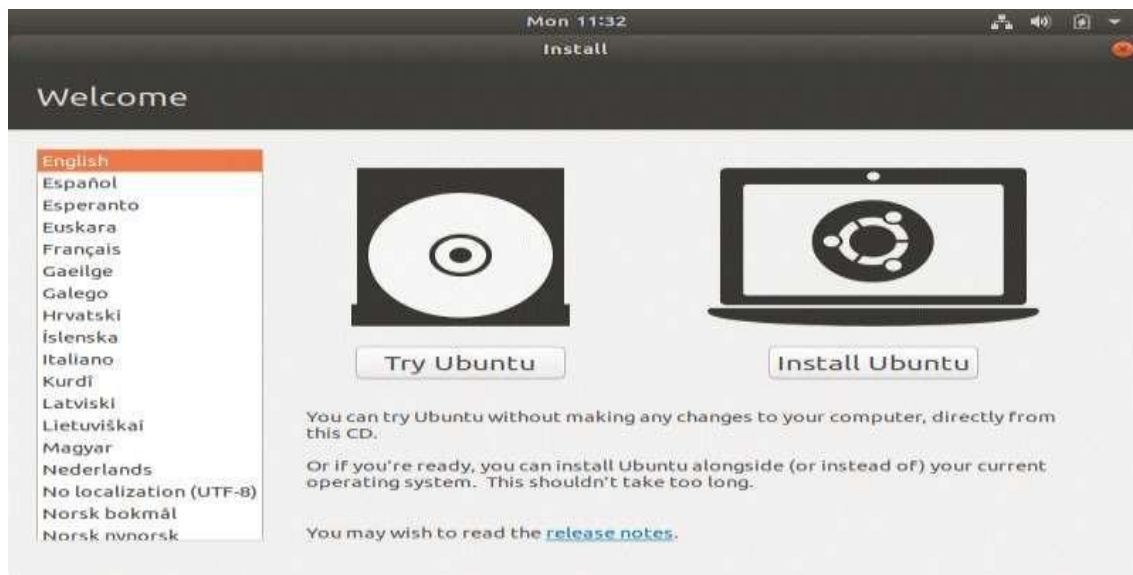 Mon 11:32
Install
Welcome
English
Español
Esperanto
Euskara
Français
Gaeilge
Galego
Hrvatski
Íslenska
Italiano
Kurdî
Latviski
Lietuviškai
Magyar
Nederlands
No localization (UTF-8)
Norsk bokmål
Norsk nynorsk
Try Ubuntu
Install Ubuntu
You can try Ubuntu without making any changes to your computer, directly from
this CD.
Or if you're ready, you can install Ubuntu alongside (or instead of) your current
operating system. This shouldn't take too long.
You may wish to read the release notes.